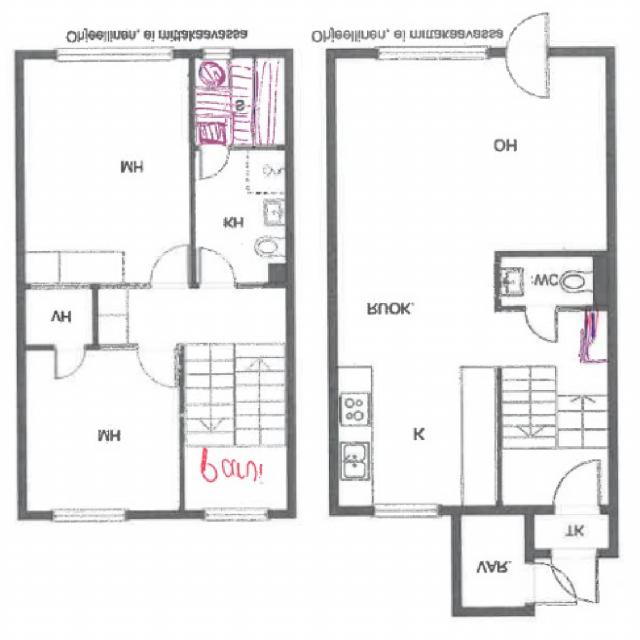 Ohjeellinen, ei mittakaavassa
Ohjeellinen, ei mittakaavassa
S
OH
MH
KH
WC
VH
RUOK.
MH
K
parvi
TK
VAR.